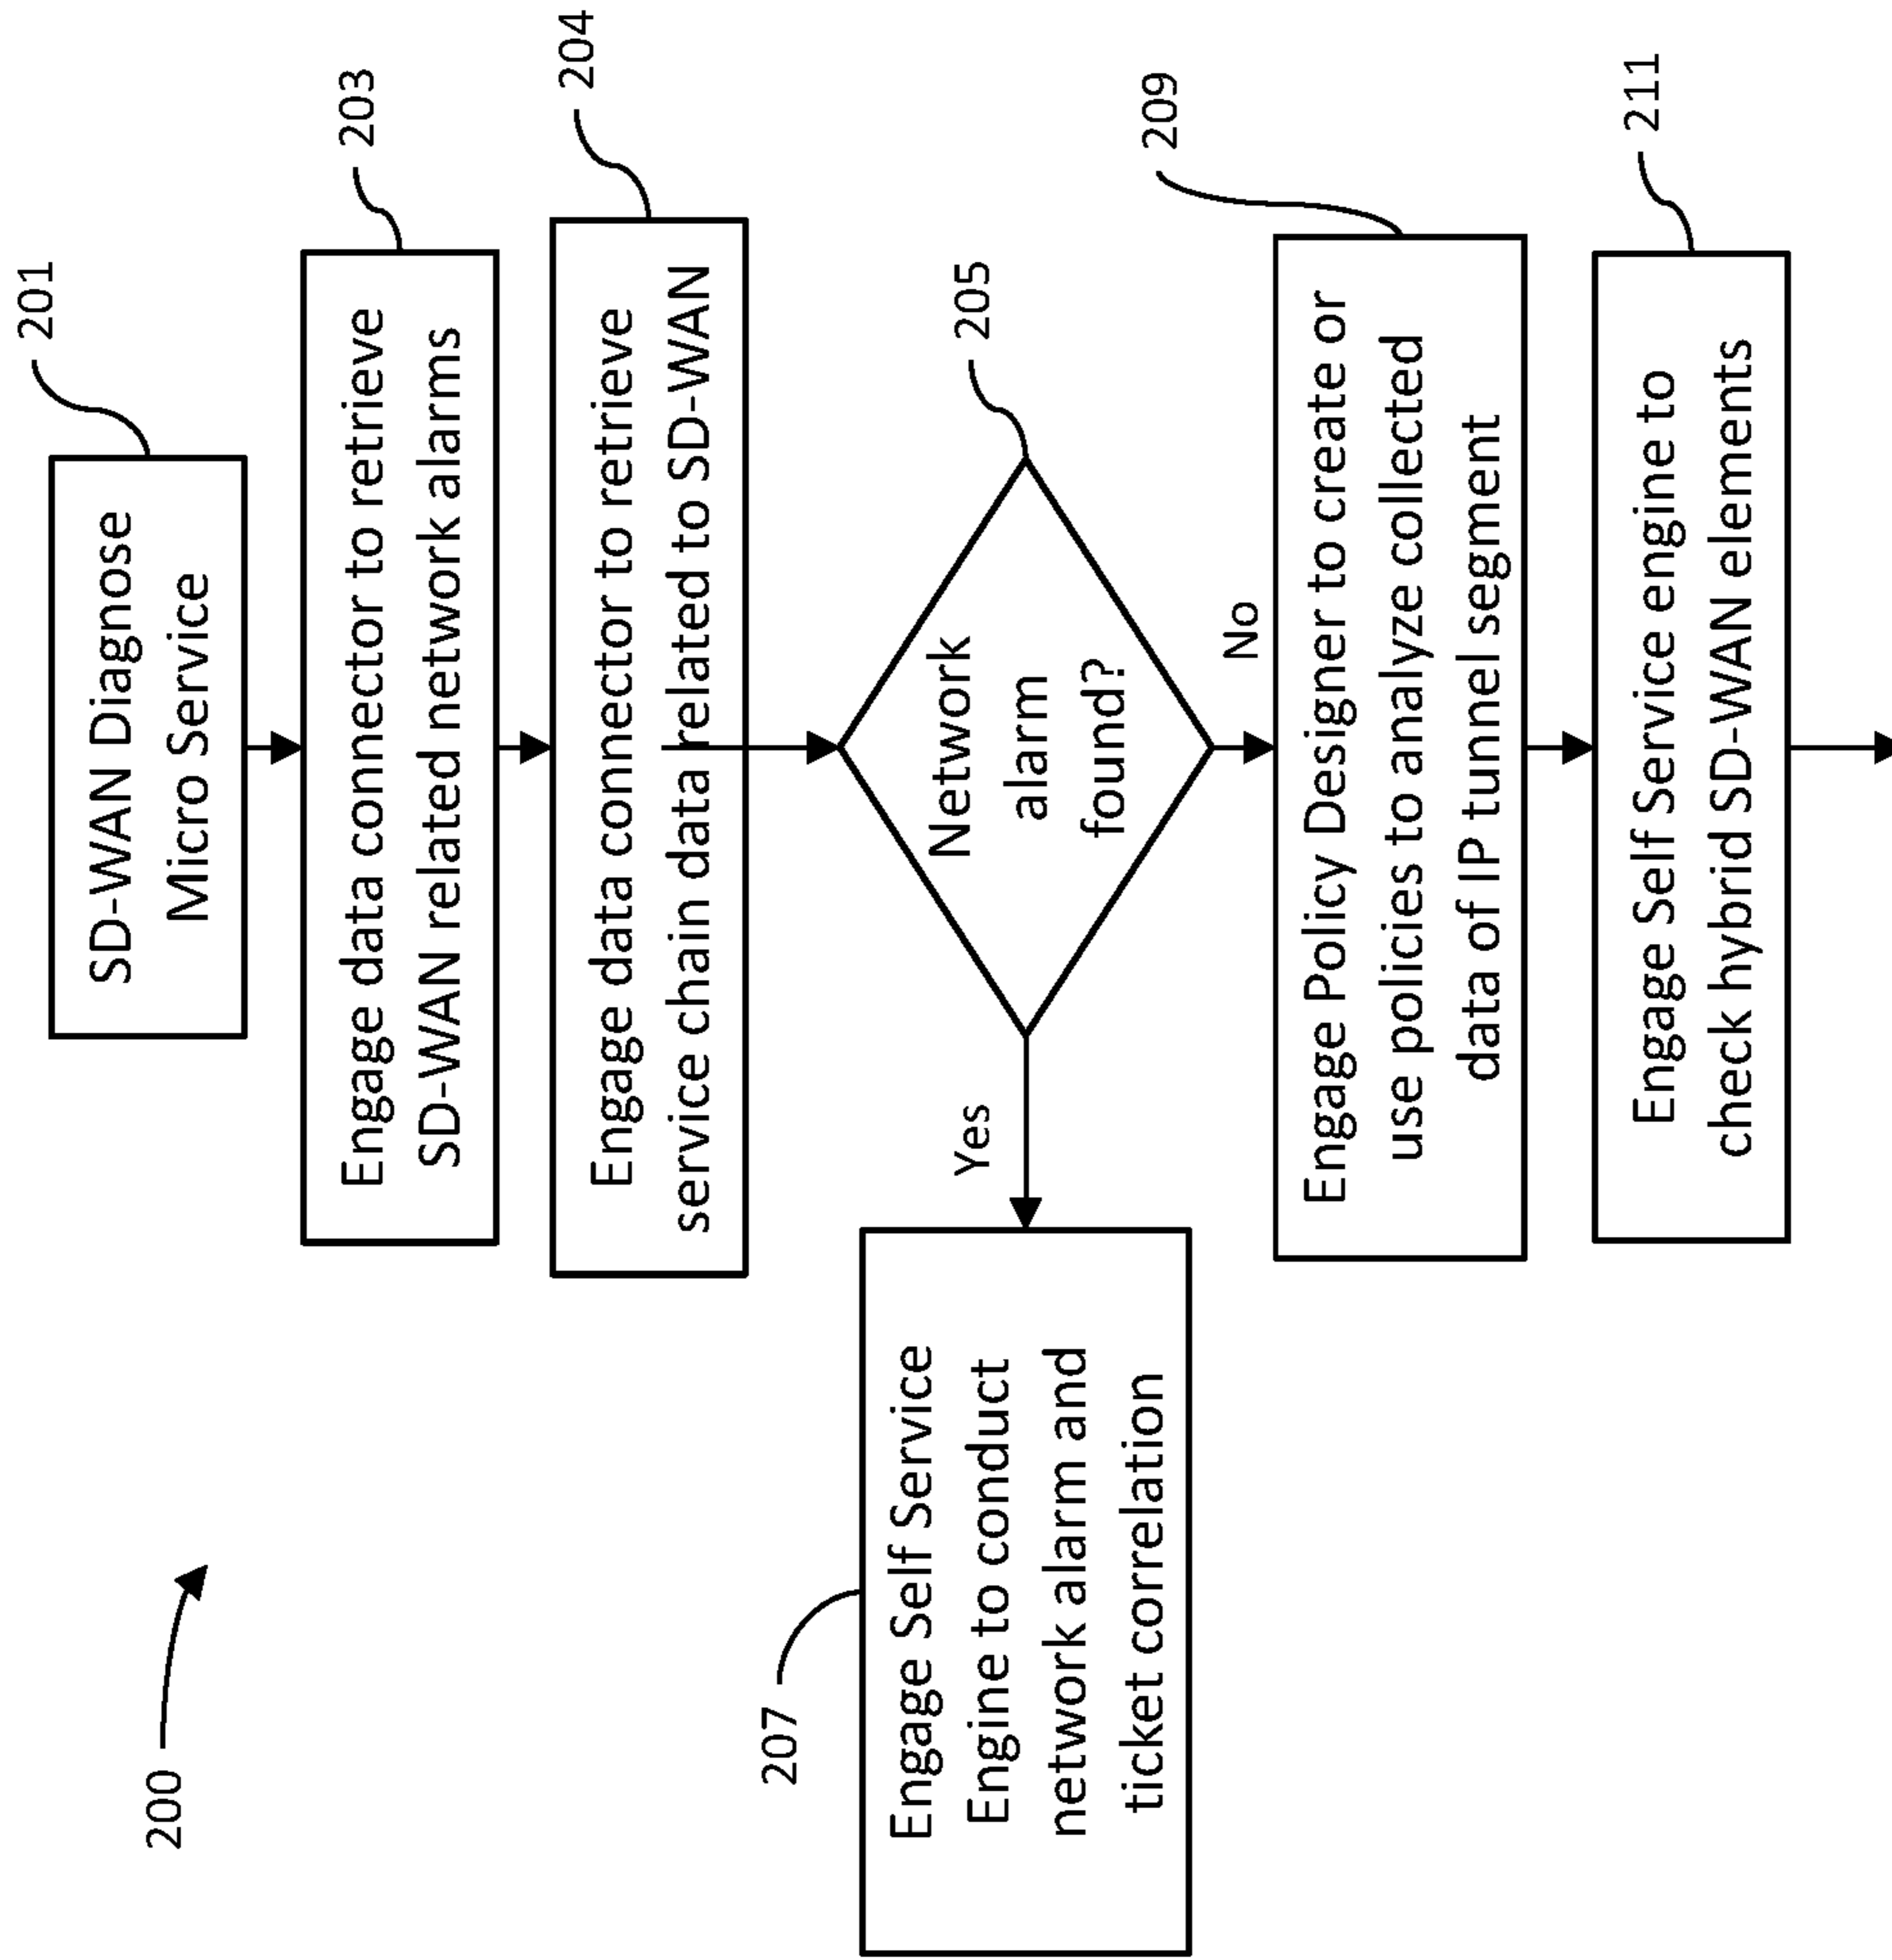 200
201
SD-WAN Diagnose
Micro Service
203
Engage data connector to retrieve
SD-WAN related network alarms
204
Engage data connector to retrieve
service chain data related to SD-WAN
205
Network
alarm
found?
Yes
No
207
Engage Self Service
Engine to conduct
network alarm and
ticket correlation
209
Engage Policy Designer to create or
use policies to analyze collected
data of IP tunnel segment
211
Engage Self Service engine to
check hybrid SD-WAN elements